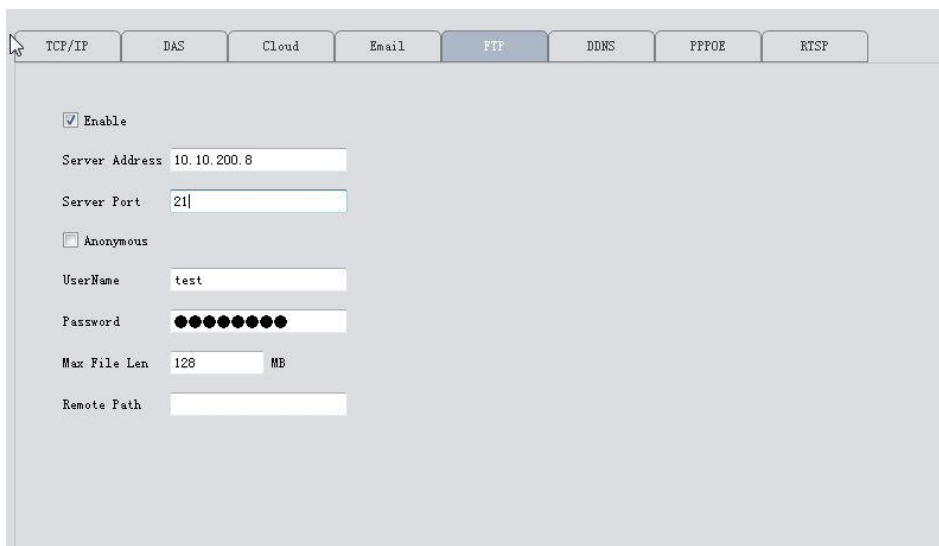 TCP/IP DAS Cloud Email FTP DDNS PPPOE RTSP
Enable
Server Address 10.10.200.8
Server Port 21
Anonymous
UserName test
Password ●●●●●●●●
Max File Len 128 MB
Remote Path